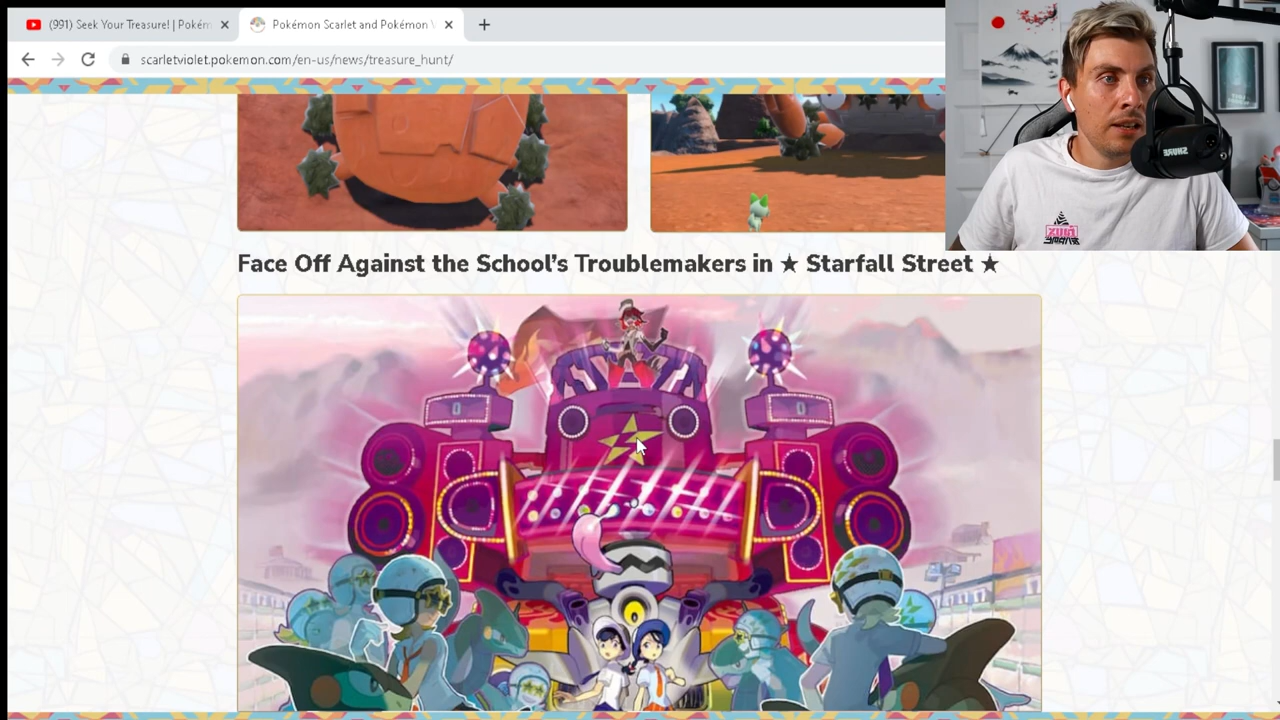 (991) Seek Your Treasure! | Pokém
Pokémon Scarlet and Pokémon V
scarletviolet.pokemon.com/en-us/news/treasure_hunt/
SHURE
Face Off Against the School's Troublemakers in ★ Starfall Street ★